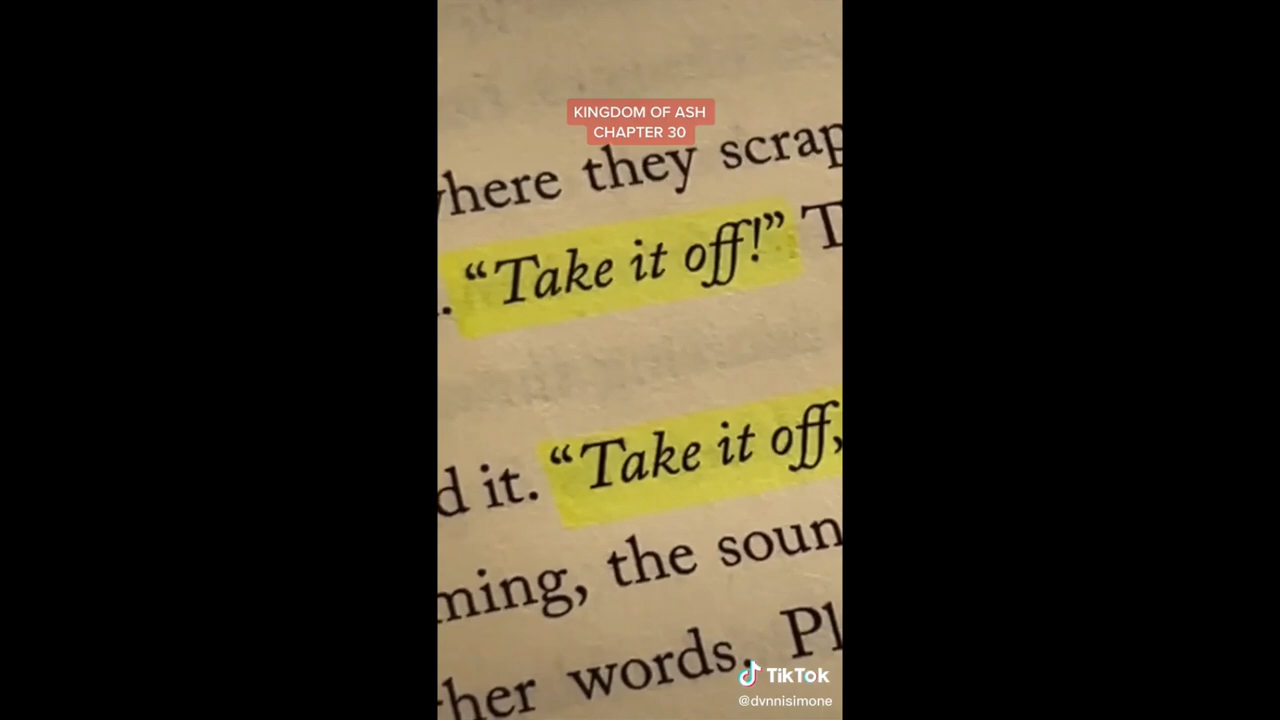 KINGDOM OF ASH
CHAPTER 30
where they scrap
. “Take it off!” T
d it. “Take it off,
ming, the soun
her words. Pl
TikTok
@dvnnisimone